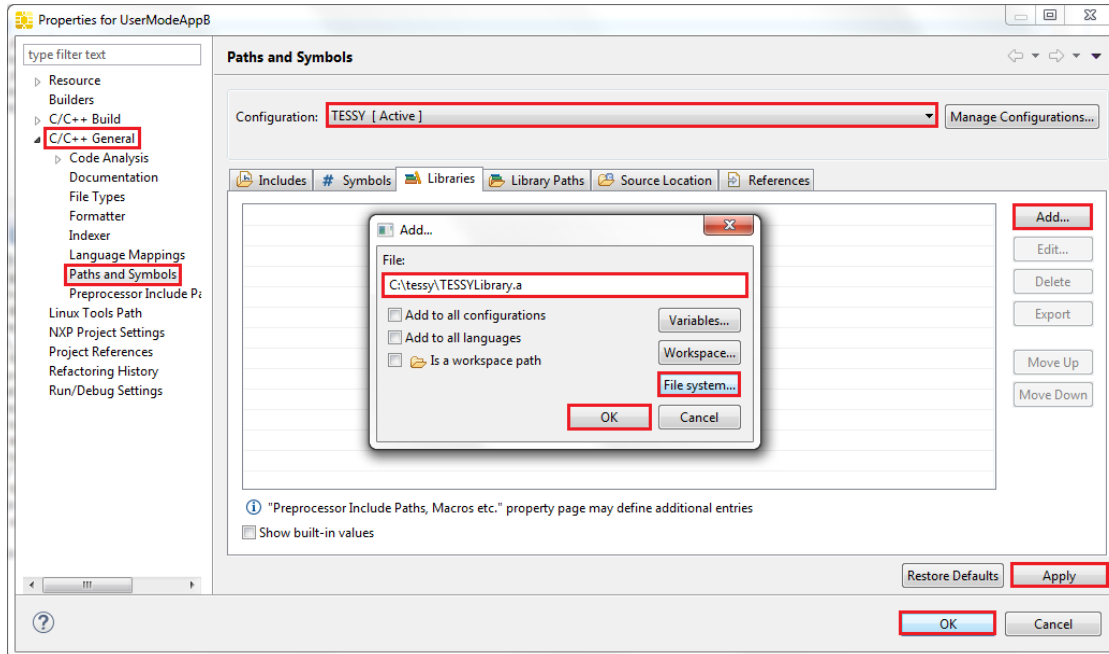 Properties for UserModeAppB
type filter text
Resource
Builders
C/C++ Build
C/C++ General
Code Analysis
Documentation
File Types
Formatter
Indexer
Language Mappings
Paths and Symbols
Preprocessor Include Pa
Linux Tools Path
NXP Project Settings
Project References
Refactoring History
Run/Debug Settings
Paths and Symbols
Configuration: TESSY [ Active ] Manage Configurations...
Includes # Symbols Libraries Library Paths Source Location References
Add...
Edit...
Delete
Export
Move Up
Move Down
Add...
File:
C:\tessy\TESSYLibrary.a
Add to all configurations
Add to all languages
Is a workspace path
Variables...
Workspace...
File system...
OK Cancel
"Preprocessor Include Paths, Macros etc." property page may define additional entries
Show built-in values
Restore Defaults Apply
OK Cancel